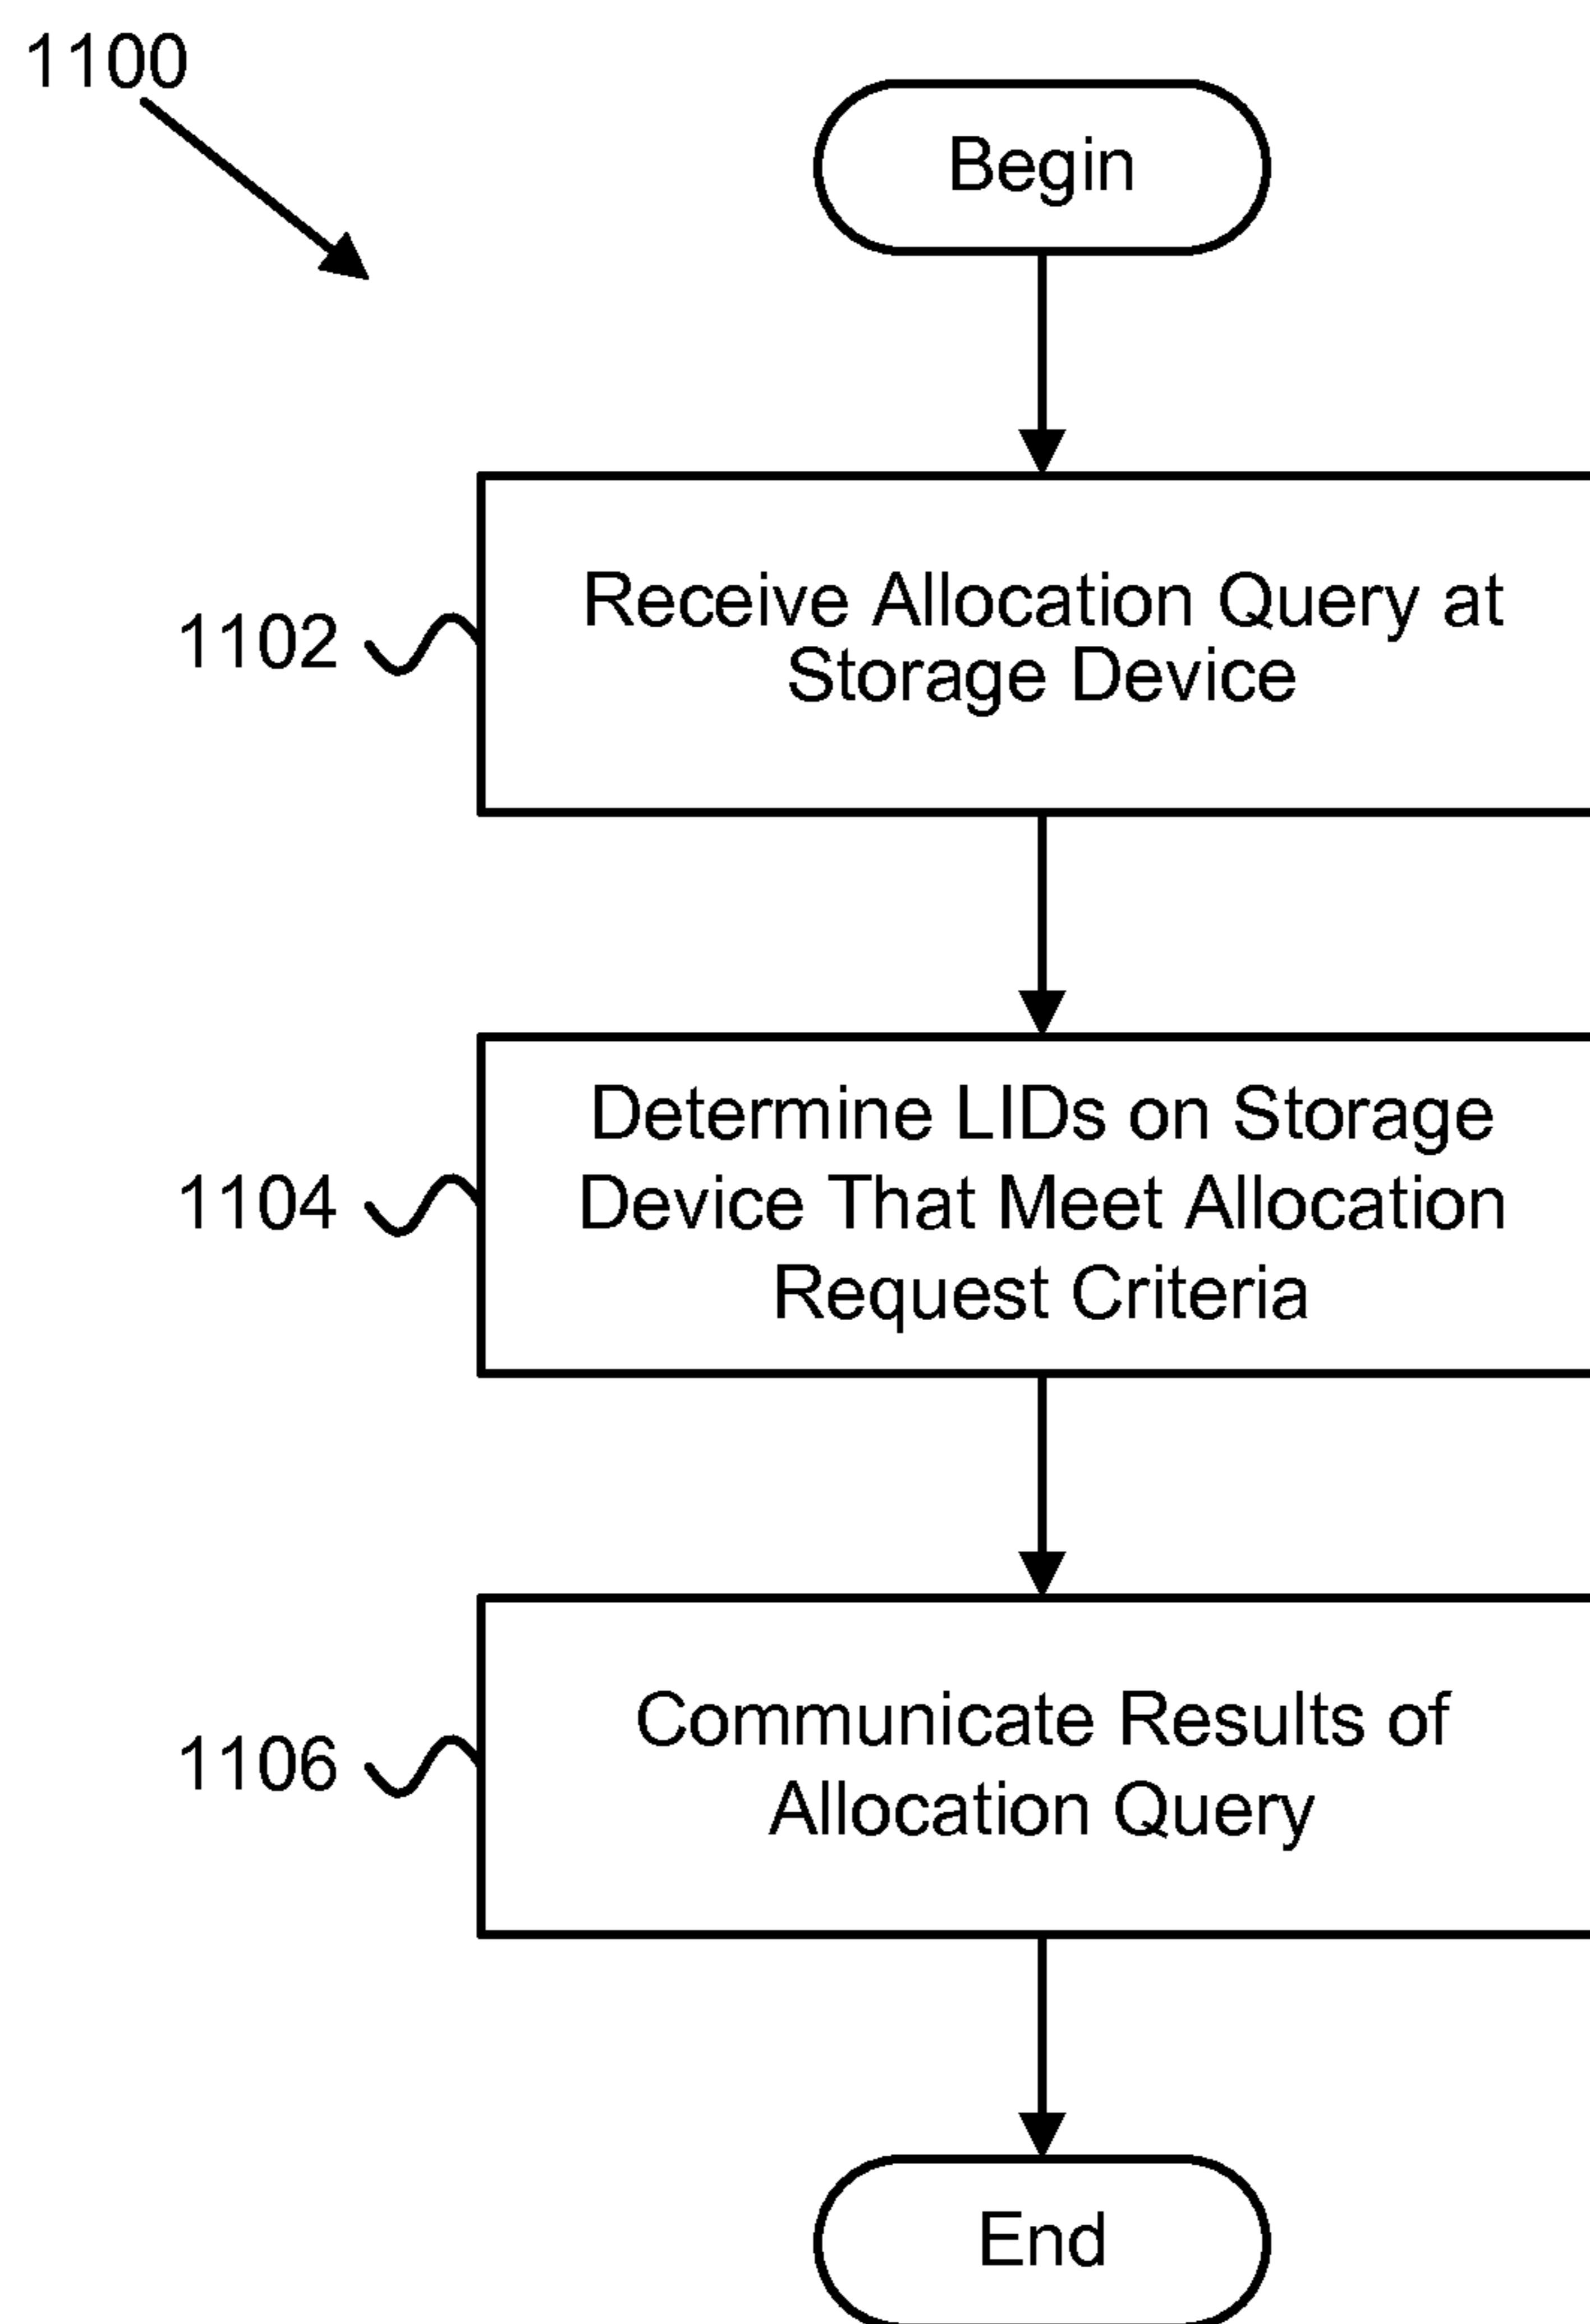 1100
Begin
1102
Receive Allocation Query at
Storage Device
1104
Determine LIDs on Storage
Device That Meet Allocation
Request Criteria
1106
Communicate Results of
Allocation Query
End